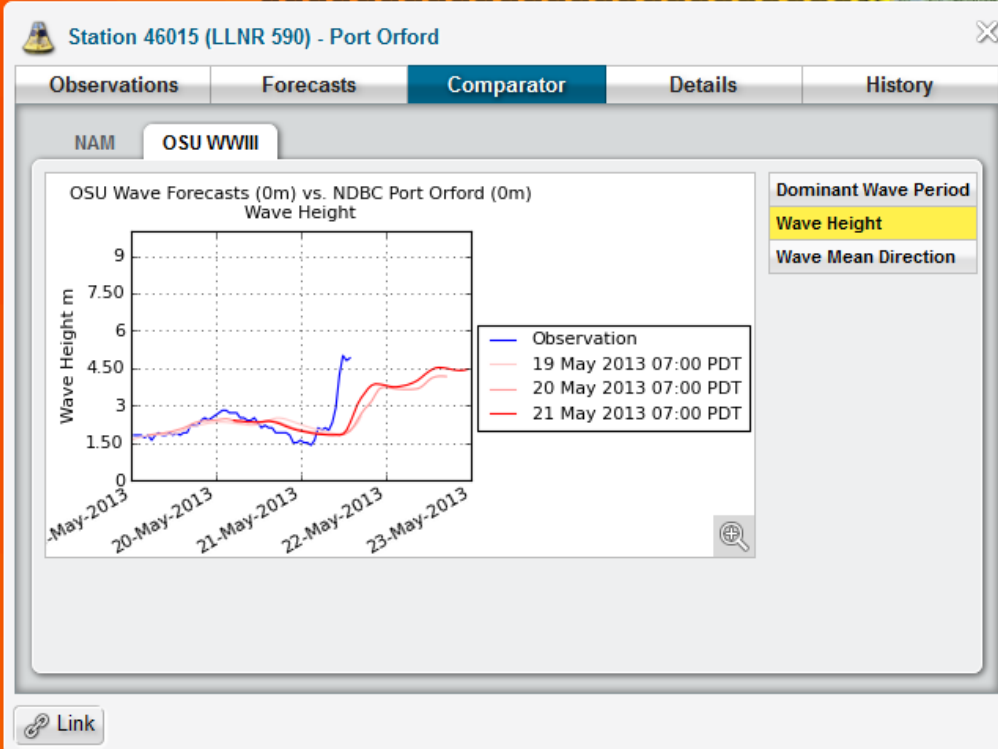 Station 46015 (LLNR 590) - Port Orford
Observations Forecasts Comparator Details History
NAM OSU WWIII
OSU Wave Forecasts (0m) vs. NDBC Port Orford (0m)
Wave Height
Wave Height m
9
7.50
6
4.50
3
1.50
0
-May-2013 20-May-2013 21-May-2013 22-May-2013 23-May-2013
Observation
19 May 2013 07:00 PDT
20 May 2013 07:00 PDT
21 May 2013 07:00 PDT
Dominant Wave Period
Wave Height
Wave Mean Direction
Link